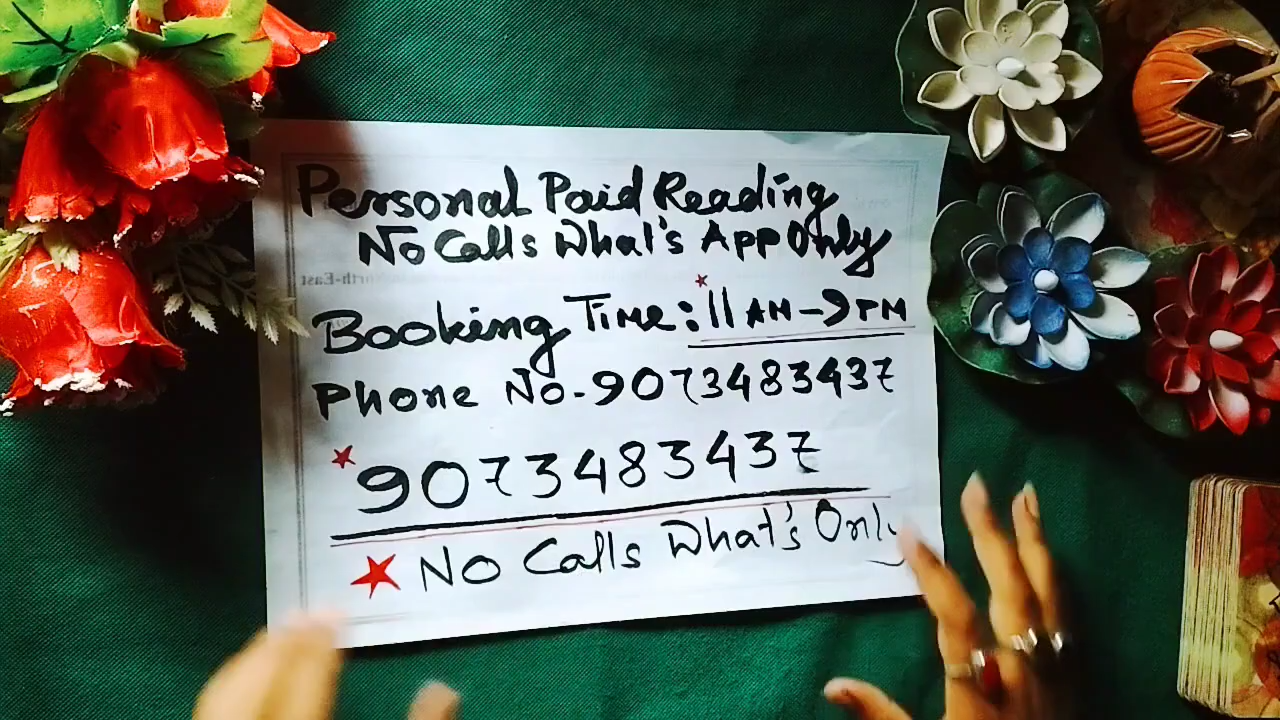 Personal Paid Reading
No Calls What's App Only
Booking Time: 11 AM - 9 PM
Phone No. - 9073483437
9073483437
No Calls What's Only